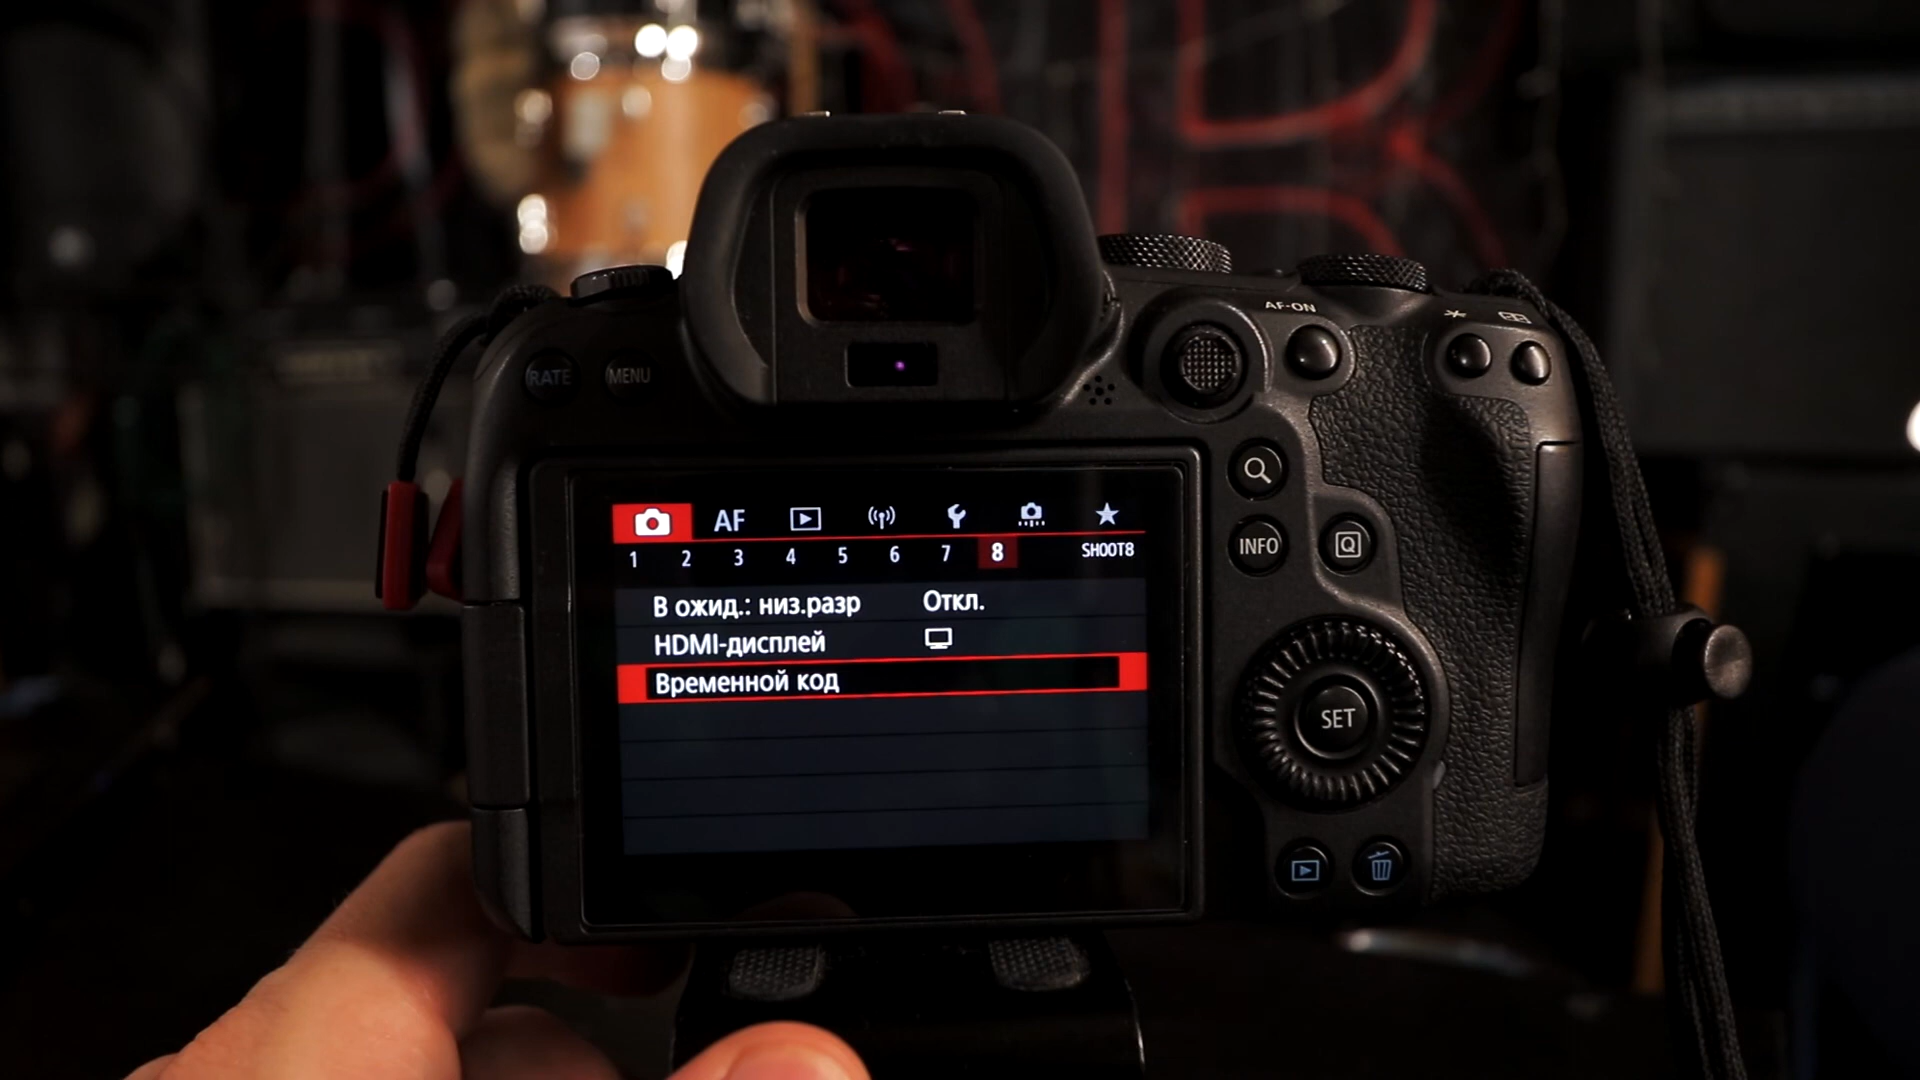 AF-ON
RATE
MENU
AF
1 2 3 4 5 6 7 8 SHOOT8
В ожид.: низ.разр Откл.
HDMI-дисплей
Временной код
INFO
Q
SET